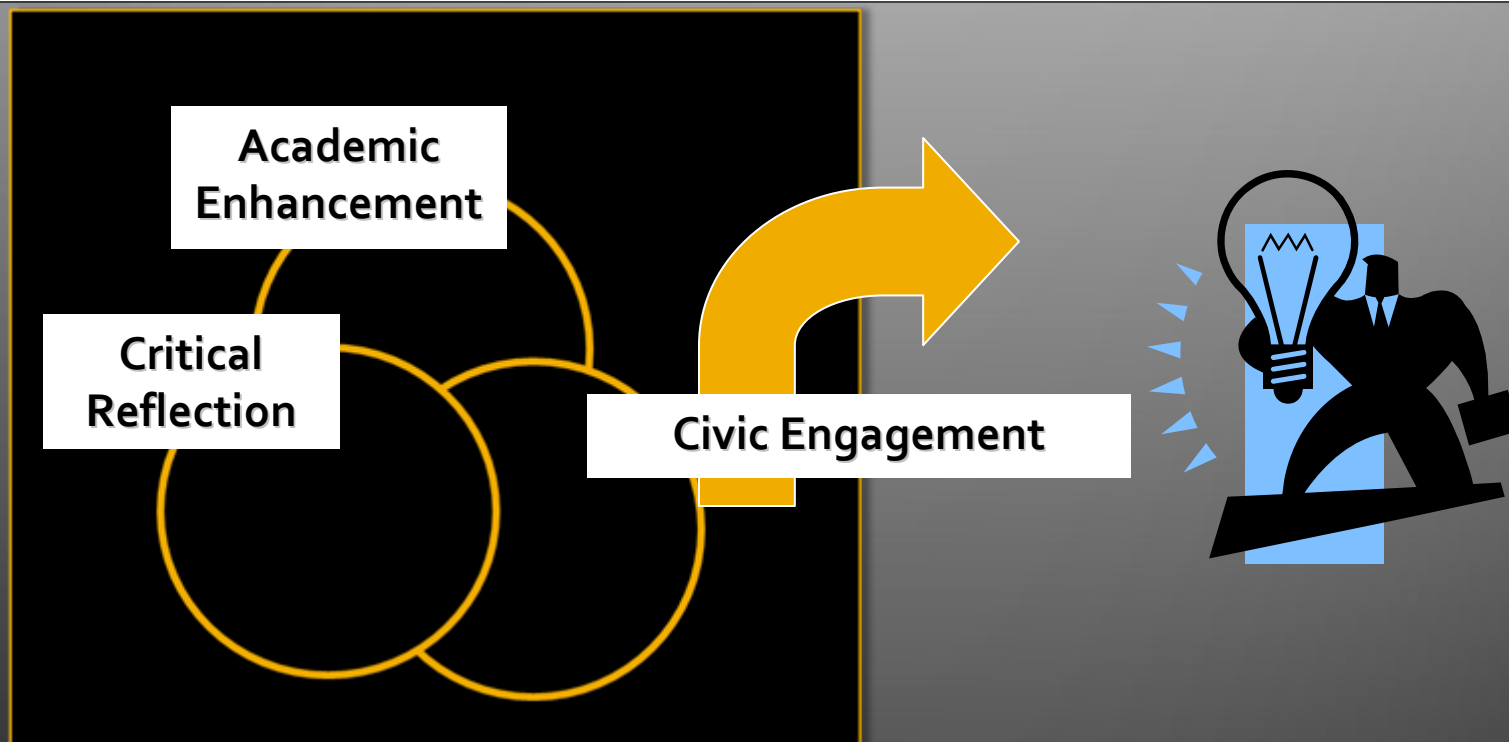 Academic
Enhancement
Critical
Reflection
Civic Engagement